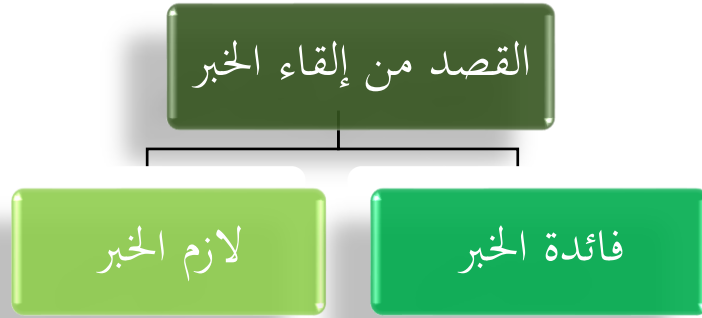 القصد من إلقاء الخبر
فائدة الخبر
لازم الخبر